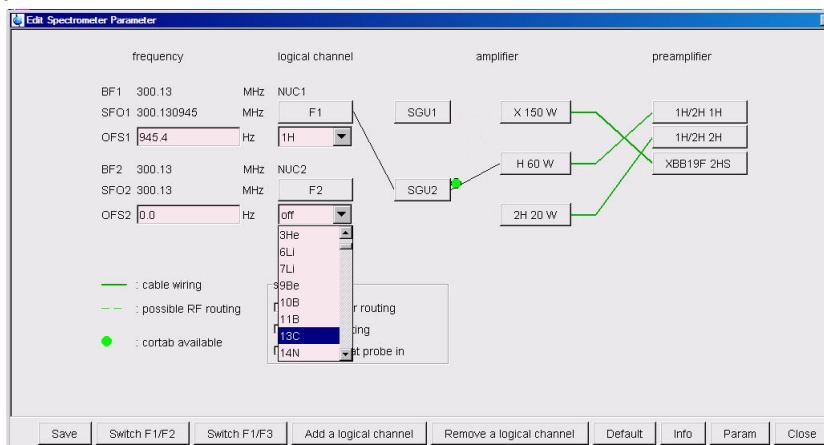 Edit Spectrometer Parameter
frequency logical channel amplifier preamplifier
BF1 300.13 MHz NUC1
SFO1 300.130945 MHz F1 SGU1 X 150 W 1H/2H 1H
OFS1 945.4 Hz 1H 1H/2H 2H
BF2 300.13 MHz NUC2 H 60 W XBB19F 2HS
SFO2 300.13 MHz F2 SGU2
OFS2 0.0 Hz off 2H 20 W
3He
6Li
7Li
: cable wiring 9Be
: possible RF routing 10B r routing
11B
: cortab available 13C
14N at probe in
Save Switch F1/F2 Switch F1/F3 Add a logical channel Remove a logical channel Default Info Param Close